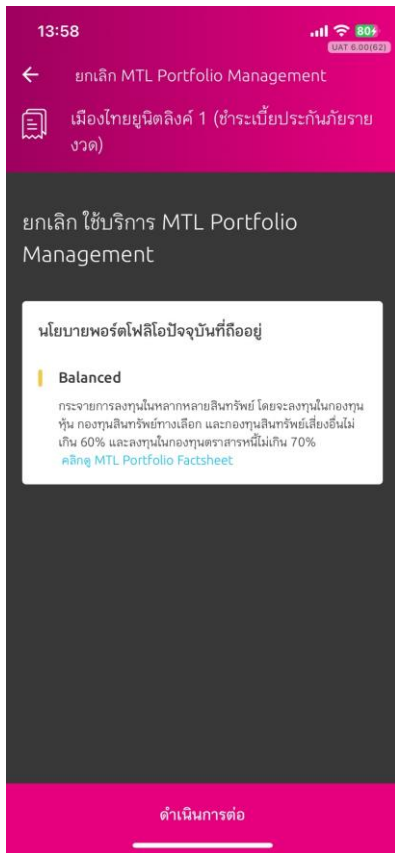 13:58
80
UAT 6.00(62)
ยกเลิก MTL Portfolio Management
เมืองไทยยูนิตลิงค์ 1 (ชำระเบี้ยประกันภัยราย
งวด)
ยกเลิก ใช้บริการ MTL Portfolio
Management
นโยบายพอร์ตโฟลิโอปัจจุบันที่ถืออยู่
Balanced
กระจายการลงทุนในหลากหลายสินทรัพย์ โดยจะลงทุนในกองทุน
หุ้น กองทุนสินทรัพย์ทางเลือก และกองทุนสินทรัพย์เสี่ยงอื่นไม่
เกิน 60% และลงทุนในกองทุนตราสารหนี้ไม่เกิน 70%
คลิกดู MTL Portfolio Factsheet
ดำเนินการต่อ